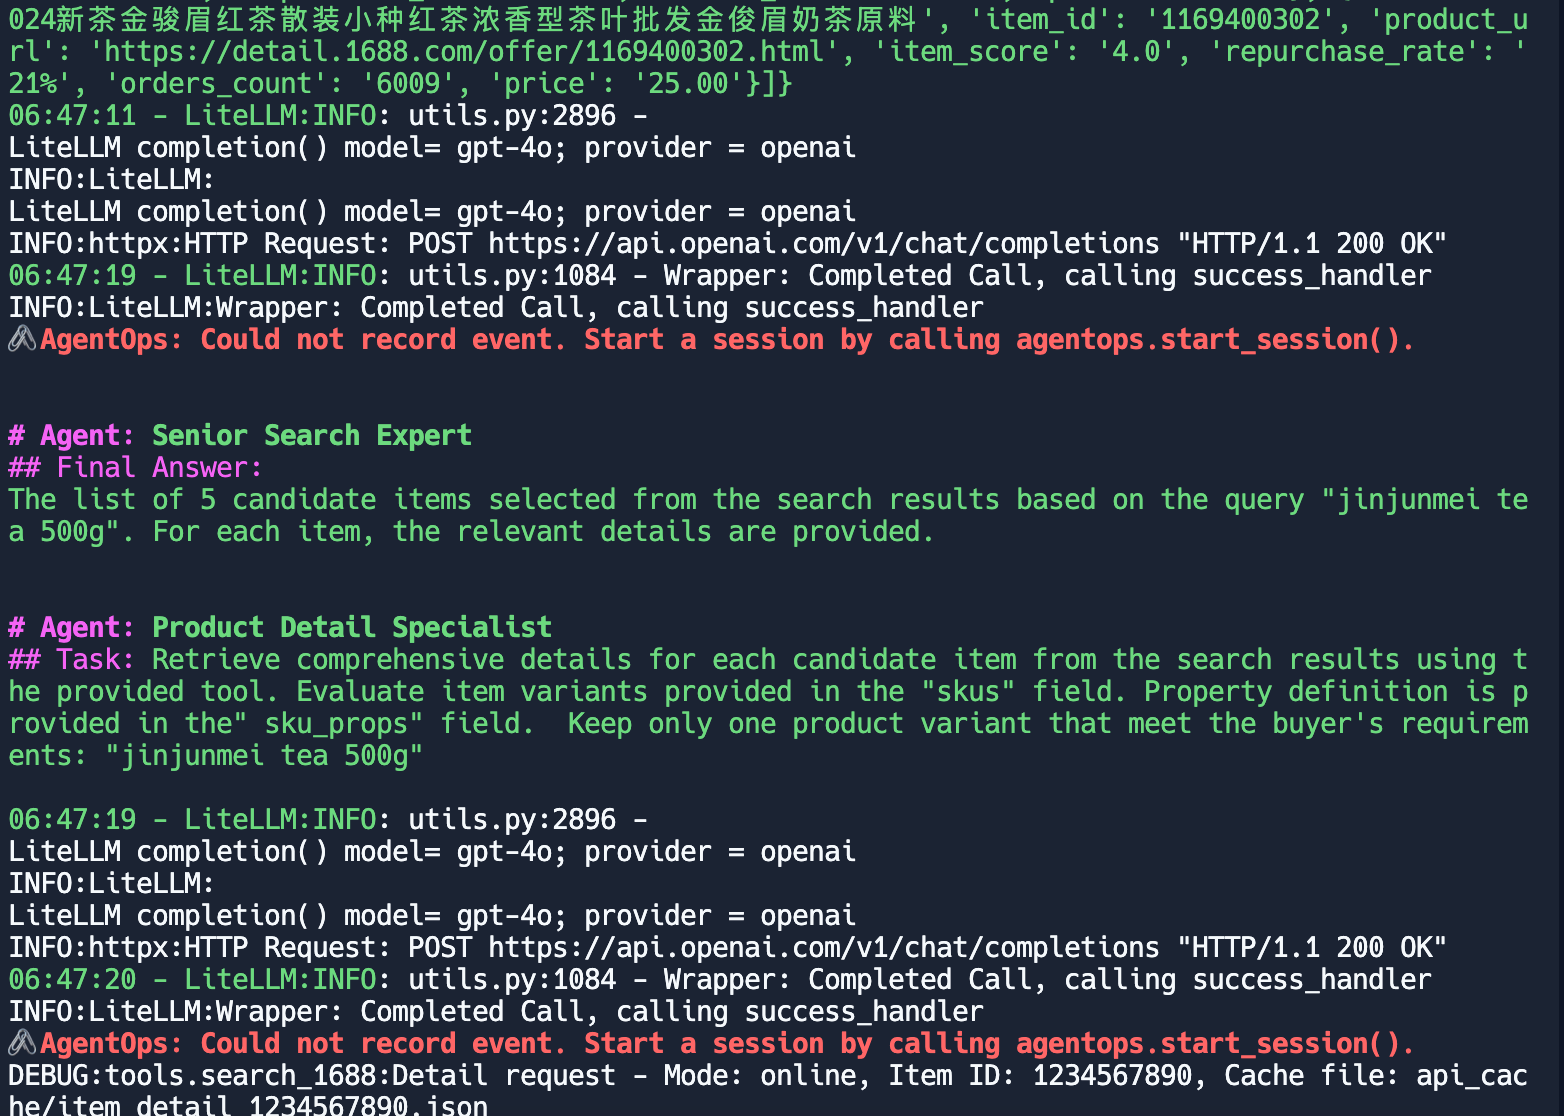 024新茶金骏眉红茶散装小种红茶浓香型茶叶批发金俊眉奶茶原料', 'item_id': '1169400302', 'product_u
rl': 'https://detail.1688.com/offer/1169400302.html', 'item_score': '4.0', 'repurchase_rate': '
21%', 'orders_count': '6009', 'price': '25.00'}]}
06:47:11 - LiteLLM:INFO: utils.py:2896 -
LiteLLM completion() model= gpt-4o; provider = openai
INFO:LiteLLM:
LiteLLM completion() model= gpt-4o; provider = openai
INFO:httpx:HTTP Request: POST https://api.openai.com/v1/chat/completions "HTTP/1.1 200 OK"
06:47:19 - LiteLLM:INFO: utils.py:1084 - Wrapper: Completed Call, calling success_handler
INFO:LiteLLM:Wrapper: Completed Call, calling success_handler
🖇AgentOps: Could not record event. Start a session by calling agentops.start_session().
# Agent: Senior Search Expert
## Final Answer:
The list of 5 candidate items selected from the search results based on the query "jinjunmei te
a 500g". For each item, the relevant details are provided.
# Agent: Product Detail Specialist
## Task: Retrieve comprehensive details for each candidate item from the search results using t
he provided tool. Evaluate item variants provided in the "skus" field. Property definition is p
rovided in the" sku_props" field.  Keep only one product variant that meet the buyer's requirem
ents: "jinjunmei tea 500g"
06:47:19 - LiteLLM:INFO: utils.py:2896 -
LiteLLM completion() model= gpt-4o; provider = openai
INFO:LiteLLM:
LiteLLM completion() model= gpt-4o; provider = openai
INFO:httpx:HTTP Request: POST https://api.openai.com/v1/chat/completions "HTTP/1.1 200 OK"
06:47:20 - LiteLLM:INFO: utils.py:1084 - Wrapper: Completed Call, calling success_handler
INFO:LiteLLM:Wrapper: Completed Call, calling success_handler
🖇AgentOps: Could not record event. Start a session by calling agentops.start_session().
DEBUG:tools.search_1688:Detail request - Mode: online, Item ID: 1234567890, Cache file: api_cac
he/item_detail_1234567890.json